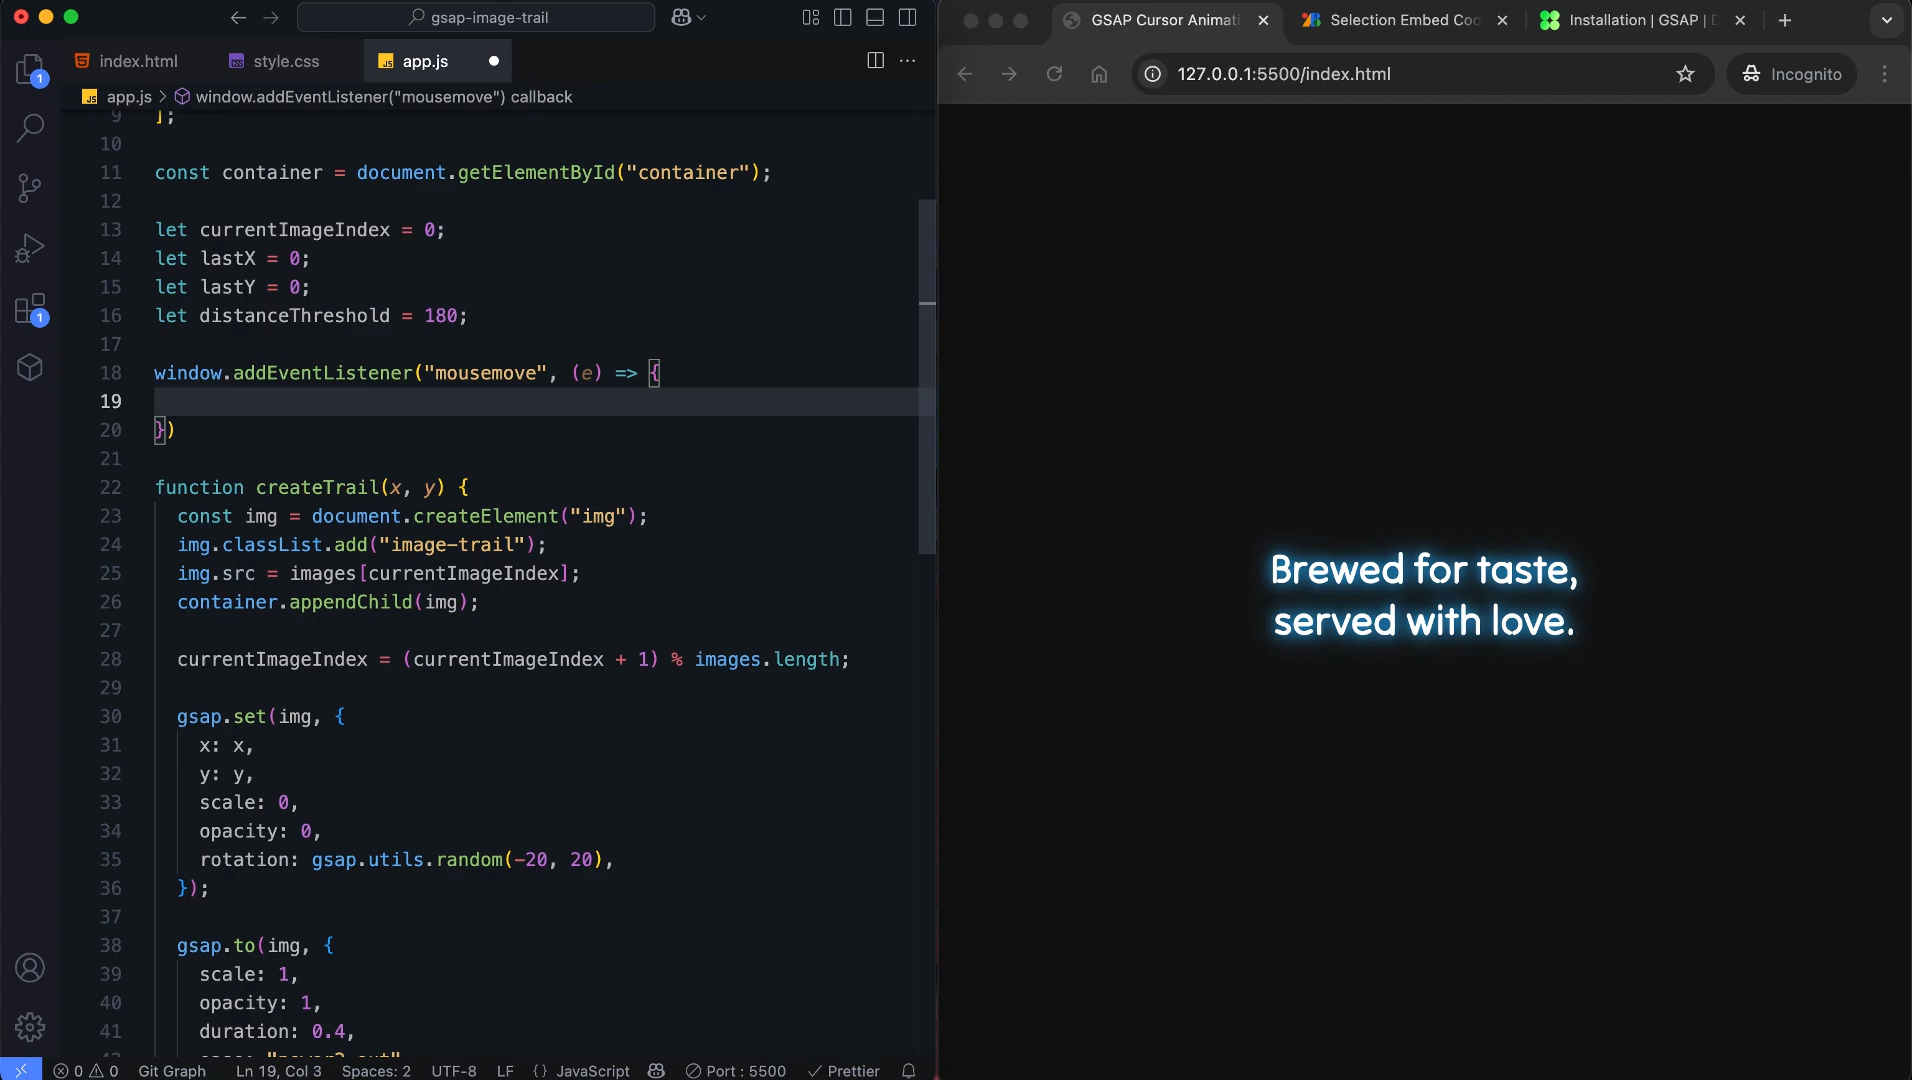 gsap-image-trail
index.html
style.css
app.js
app.js > window.addEventListener("mousemove") callback
9 ];
10
11 const container = document.getElementById("container");
12
13 let currentImageIndex = 0;
14 let lastX = 0;
15 let lastY = 0;
16 let distanceThreshold = 180;
17
18 window.addEventListener("mousemove", (e) => {
19
20 })
21
22 function createTrail(x, y) {
23 const img = document.createElement("img");
24 img.classList.add("image-trail");
25 img.src = images[currentImageIndex];
26 container.appendChild(img);
27
28 currentImageIndex = (currentImageIndex + 1) % images.length;
29
30 gsap.set(img, {
31 x: x,
32 y: y,
33 scale: 0,
34 opacity: 0,
35 rotation: gsap.utils.random(-20, 20),
36 });
37
38 gsap.to(img, {
39 scale: 1,
40 opacity: 1,
41 duration: 0.4,
1
1
0 0 Git Graph Ln 19, Col 3 Spaces: 2 UTF-8 LF {} JavaScript Port : 5500 Prettier
GSAP Cursor Animati
Selection Embed Cod
Installation | GSAP | D
127.0.0.1:5500/index.html
Incognito
Brewed for taste,
served with love.